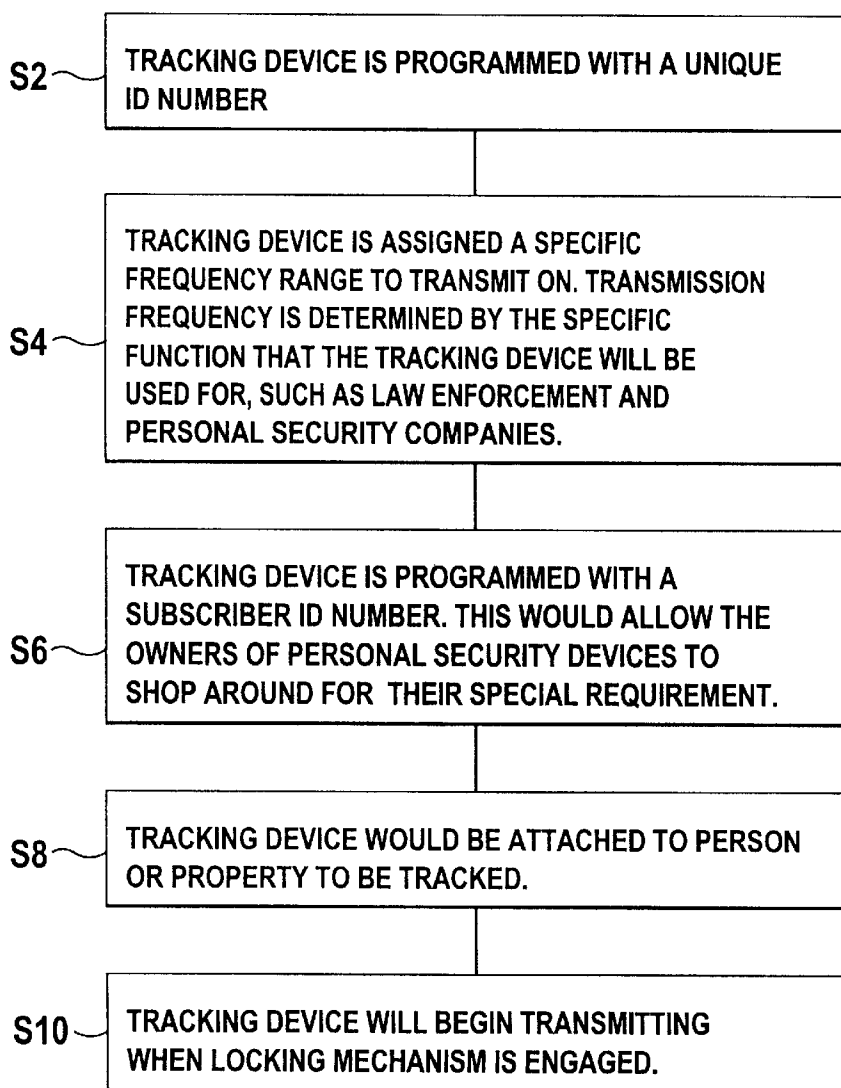 S2
TRACKING DEVICE IS PROGRAMMED WITH A UNIQUE
ID NUMBER
S4
TRACKING DEVICE IS ASSIGNED A SPECIFIC
FREQUENCY RANGE TO TRANSMIT ON. TRANSMISSION
FREQUENCY IS DETERMINED BY THE SPECIFIC
FUNCTION THAT THE TRACKING DEVICE WILL BE
USED FOR, SUCH AS LAW ENFORCEMENT AND
PERSONAL SECURITY COMPANIES.
S6
TRACKING DEVICE IS PROGRAMMED WITH A
SUBSCRIBER ID NUMBER. THIS WOULD ALLOW THE
OWNERS OF PERSONAL SECURITY DEVICES TO
SHOP AROUND FOR THEIR SPECIAL REQUIREMENT.
S8
TRACKING DEVICE WOULD BE ATTACHED TO PERSON
OR PROPERTY TO BE TRACKED.
S10
TRACKING DEVICE WILL BEGIN TRANSMITTING
WHEN LOCKING MECHANISM IS ENGAGED.